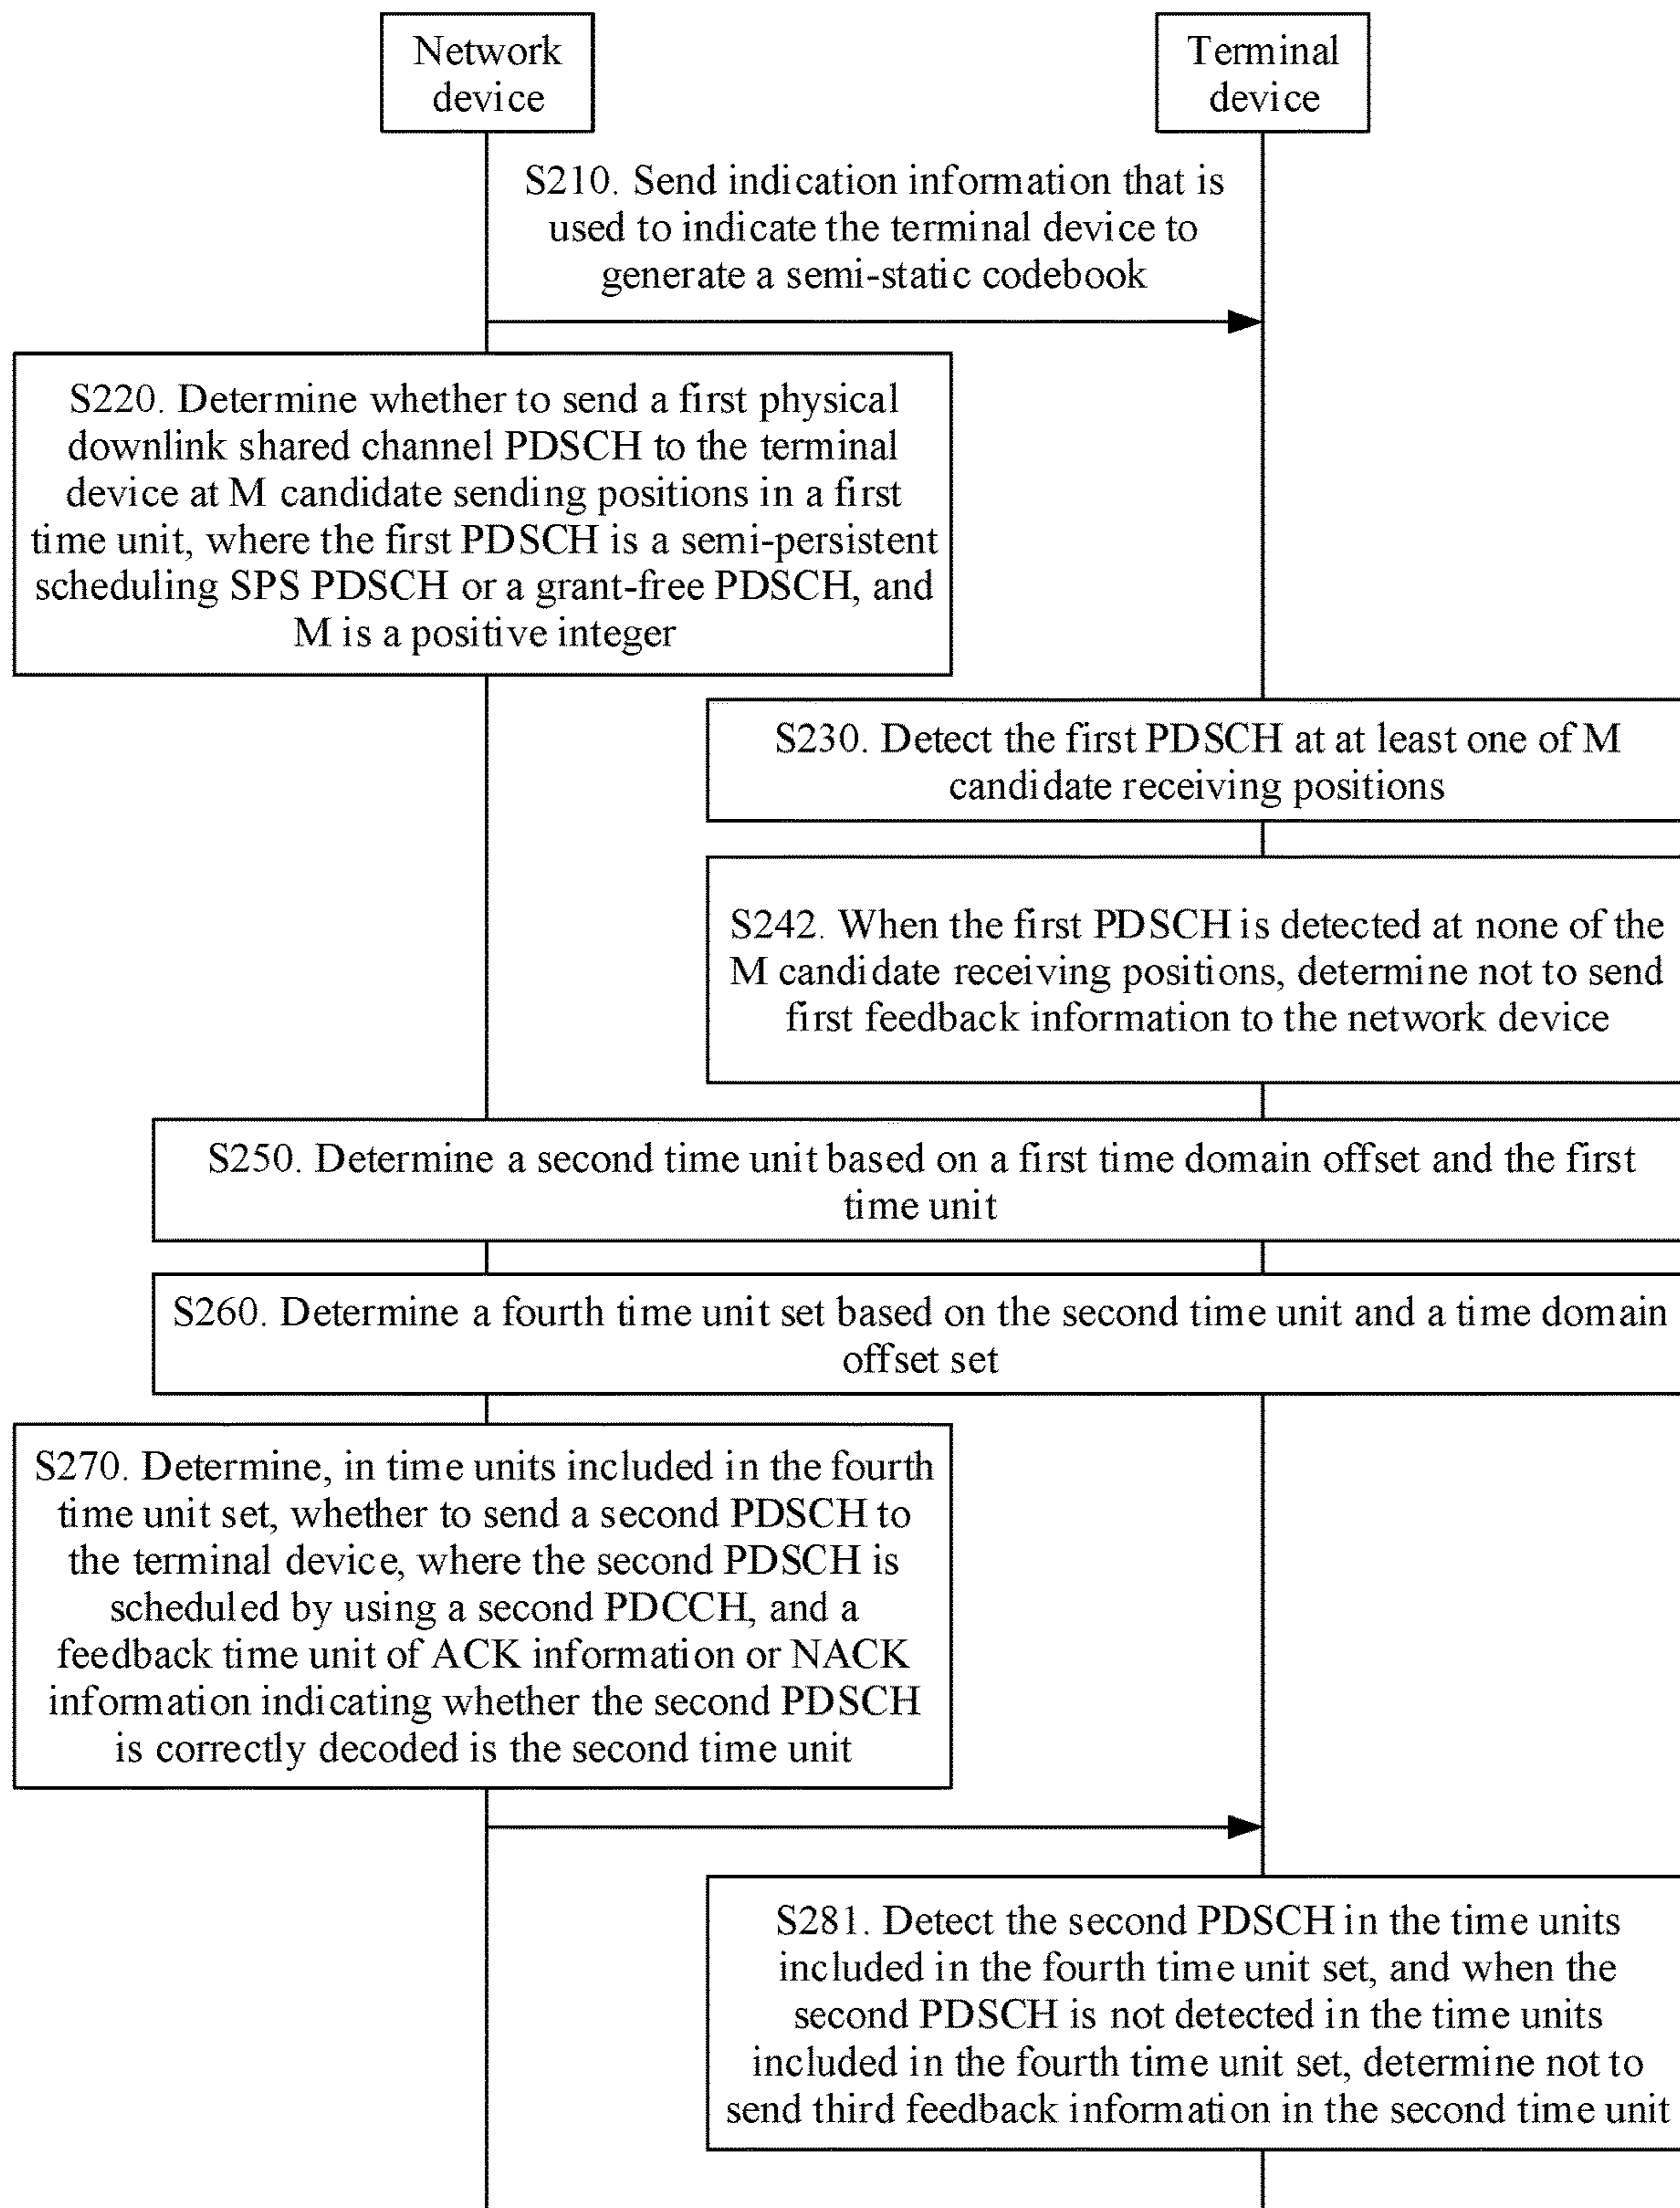 Network
device
Terminal
device
S210. Send indication information that is
used to indicate the terminal device to
generate a semi-static codebook
S220. Determine whether to send a first physical
downlink shared channel PDSCH to the terminal
device at M candidate sending positions in a first
time unit, where the first PDSCH is a semi-persistent
scheduling SPS PDSCH or a grant-free PDSCH, and
M is a positive integer
S230. Detect the first PDSCH at at least one of M
candidate receiving positions
S242. When the first PDSCH is detected at none of the
M candidate receiving positions, determine not to send
first feedback information to the network device
S250. Determine a second time unit based on a first time domain offset and the first
time unit
S260. Determine a fourth time unit set based on the second time unit and a time domain
offset set
S270. Determine, in time units included in the fourth
time unit set, whether to send a second PDSCH to
the terminal device, where the second PDSCH is
scheduled by using a second PDCCH, and a
feedback time unit of ACK information or NACK
information indicating whether the second PDSCH
is correctly decoded is the second time unit
S281. Detect the second PDSCH in the time units
included in the fourth time unit set, and when the
second PDSCH is not detected in the time units
included in the fourth time unit set, determine not to
send third feedback information in the second time unit